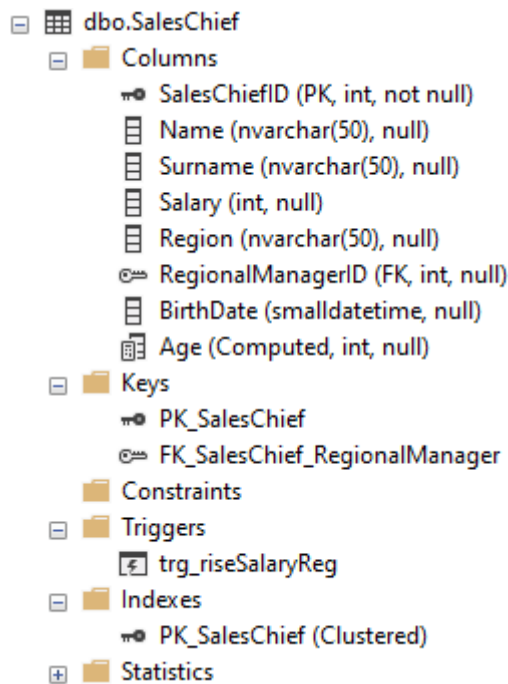 dbo.SalesChief
Columns
SalesChiefID (PK, int, not null)
Name (nvarchar(50), null)
Surname (nvarchar(50), null)
Salary (int, null)
Region (nvarchar(50), null)
RegionalManagerID (FK, int, null)
BirthDate (smalldatetime, null)
Age (Computed, int, null)
Keys
PK_SalesChief
FK_SalesChief_RegionalManager
Constraints
Triggers
trg_riseSalaryReg
Indexes
PK_SalesChief (Clustered)
Statistics